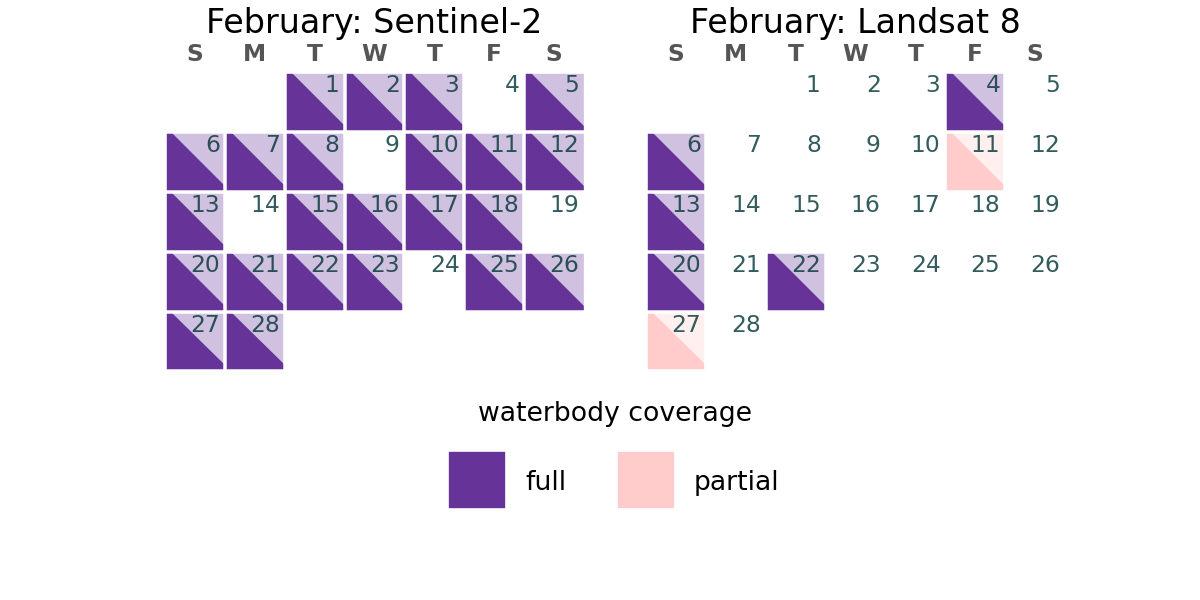 February: Sentinel-2
S M T W T F S
1 2 3 4 5
6 7 8 9 10 11 12
13 14 15 16 17 18 19
20 21 22 23 24 25 26
27 28
February: Landsat 8
S M T W T F S
1 2 3 4 5
6 7 8 9 10 11 12
13 14 15 16 17 18 19
20 21 22 23 24 25 26
27 28
waterbody coverage
full partial